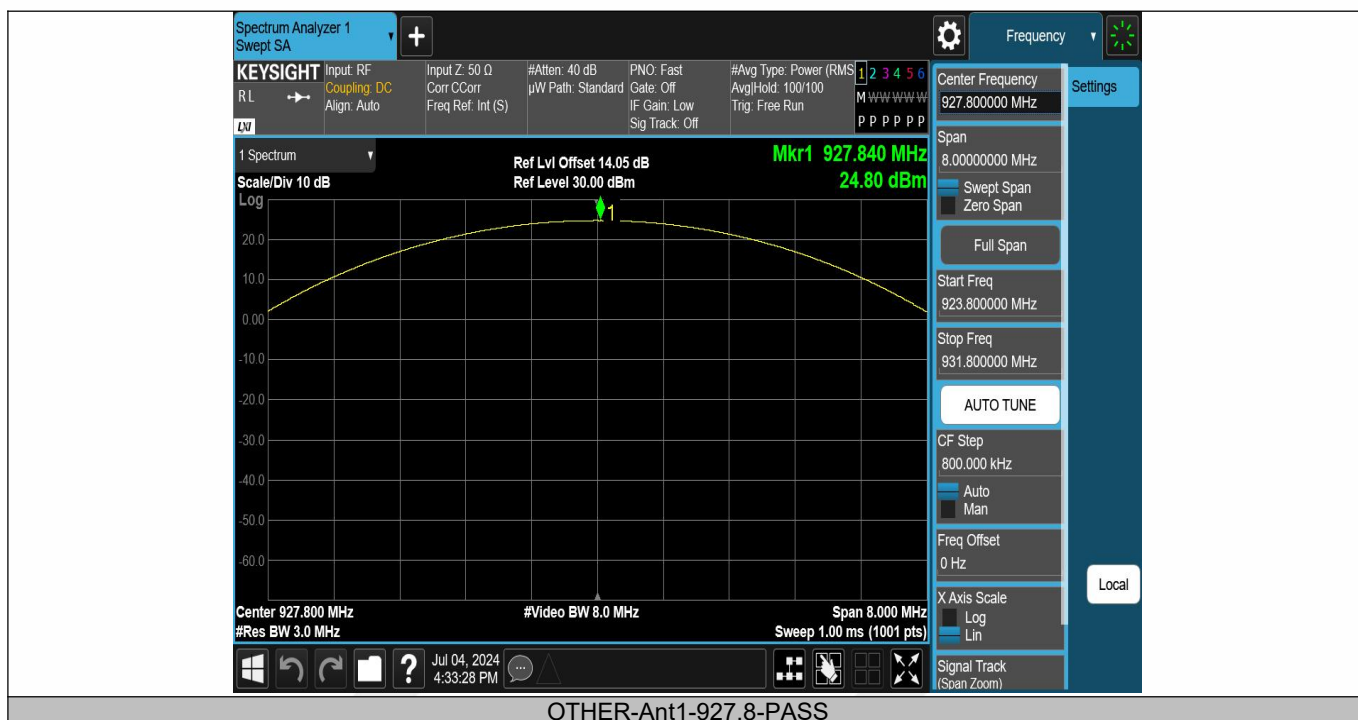 Spectrum Analyzer 1
Swept SA
+
Frequency
KEYSIGHT
RL
LXI
Input: RF
Coupling: DC
Align: Auto
Input Z: 50 Ω
Corr CCorr
Freq Ref: Int (S)
#Atten: 40 dB
µW Path: Standard
PNO: Fast
Gate: Off
IF Gain: Low
Sig Track: Off
#Avg Type: Power (RMS
Avg|Hold: 100/100
Trig: Free Run
1 2 3 4 5 6
M W W W W W
P P P P P P
1 Spectrum
Scale/Div 10 dB
Log
Ref Lvl Offset 14.05 dB
Ref Level 30.00 dBm
Mkr1 927.840 MHz
24.80 dBm
1
20.0
10.0
0.00
-10.0
-20.0
-30.0
-40.0
-50.0
-60.0
Center 927.800 MHz
#Res BW 3.0 MHz
#Video BW 8.0 MHz
Span 8.000 MHz
Sweep 1.00 ms (1001 pts)
Center Frequency
927.800000 MHz
Settings
Span
8.00000000 MHz
Swept Span
Zero Span
Full Span
Start Freq
923.800000 MHz
Stop Freq
931.800000 MHz
AUTO TUNE
CF Step
800.000 kHz
Auto
Man
Freq Offset
0 Hz
X Axis Scale
Log
Lin
Local
Signal Track
(Span Zoom)
?
Jul 04, 2024
4:33:28 PM
OTHER-Ant1-927.8-PASS